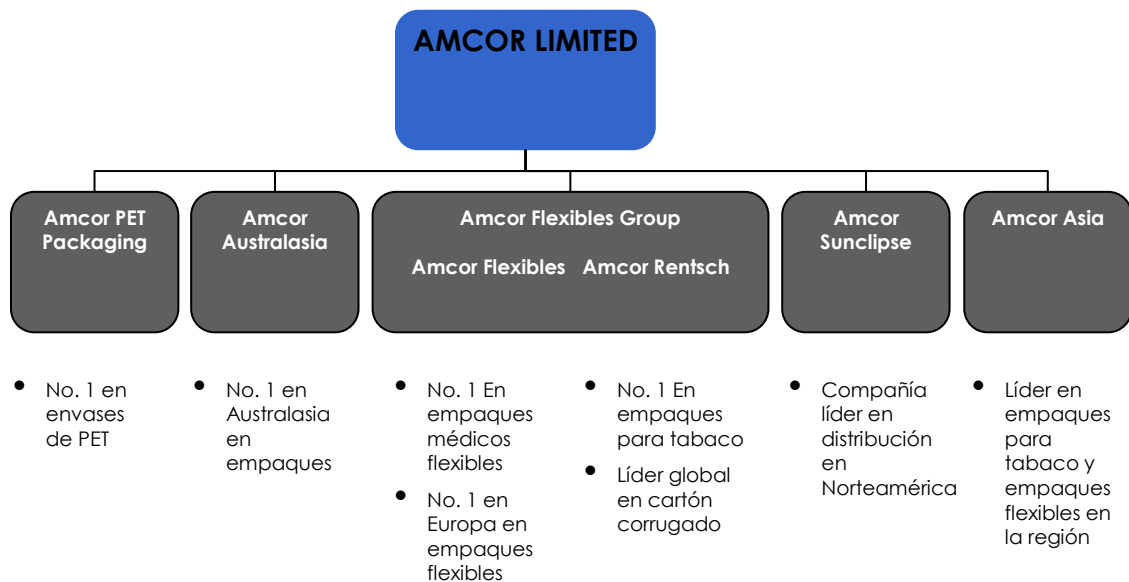 AMCOR LIMITED
Amcor PET
Packaging
Amcor
Australasia
Amcor Flexibles Group
Amcor Flexibles Amcor Rentsch
Amcor
Sunclipse
Amcor Asia
• No. 1 en
envases
de PET
• No. 1 en
Australasia
en
empaques
• No. 1 En
empaques
médicos
flexibles
• No. 1 en
Europa en
empaques
flexibles
• No. 1 En
empaques
para tabaco
• Líder global
en cartón
corrugado
• Compañía
líder en
distribución
en
Norteamérica
• Líder en
empaques
para
tabaco y
empaques
flexibles en
la región